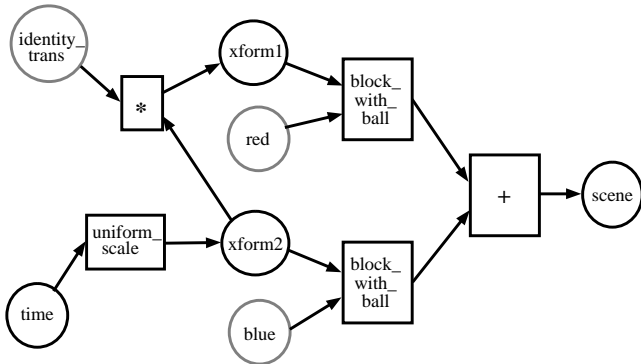 identity_
trans
xform1
block_
with_
ball
*
red
+
scene
uniform_
scale
xform2
block_
with_
ball
time
blue